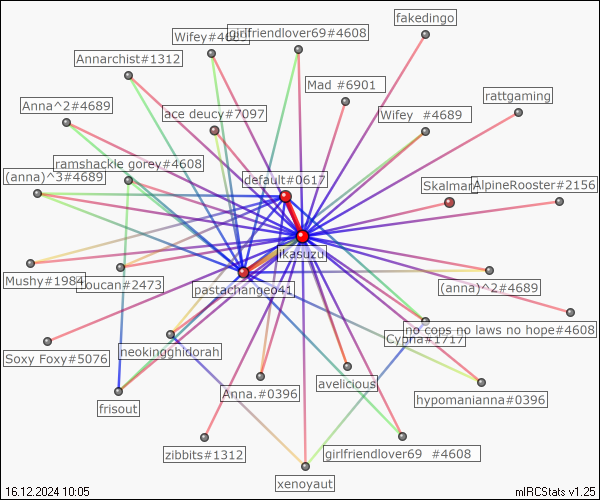 fakedingo
Wifey#46
girlfriendlover69#4608
Annarchist#1312
Mad #6901
rattgaming
Anna^2#4689
ace deucy#7097
Wifey  #4689
ramshackle gorey#4608
(anna)^3#4689
default#0617
Skalman
AlpineRooster#2156
ikasuzu
Mushy#1984
Toucan#2473
pastachangeo41
(anna)^2#4689
no cops no laws no hope#4608
Cypria#1717
Soxy Foxy#5076
neokingghidorah
avelicious
Anna.#0396
hypomanianna#0396
frisout
zibbits#1312
girlfriendlover69  #4608
xenoyaut
16.12.2024 10:05
mIRCStats v1.25